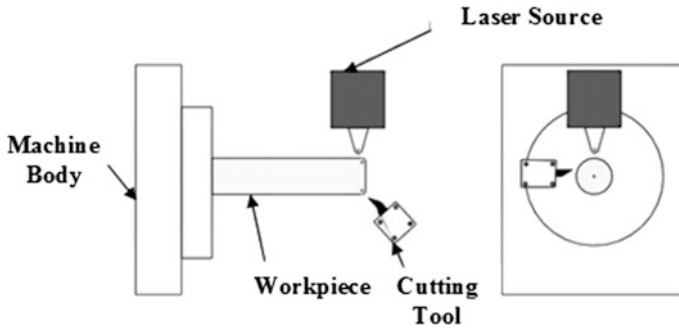 Laser Source
Machine
Body
Workpiece
Cutting
Tool